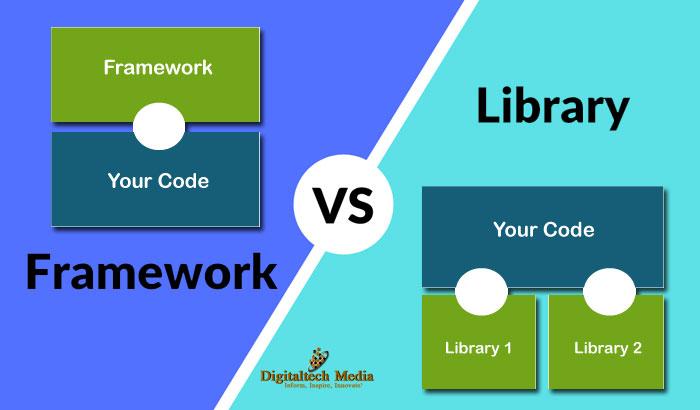 Framework
Your Code
Framework
VS
Library
Your Code
Library 1
Library 2
Digitaltech Media
Inform, Inspire, Innovate!